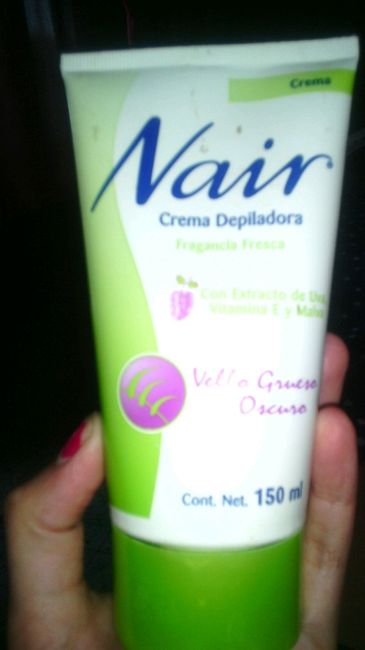 Crema
Nair
Crema Depiladora
Fragancia Fresca
Con Extracto de Uva,
Vitamina E y Malva
Vello Grueso
Oscuro
Cont. Net. 150 ml